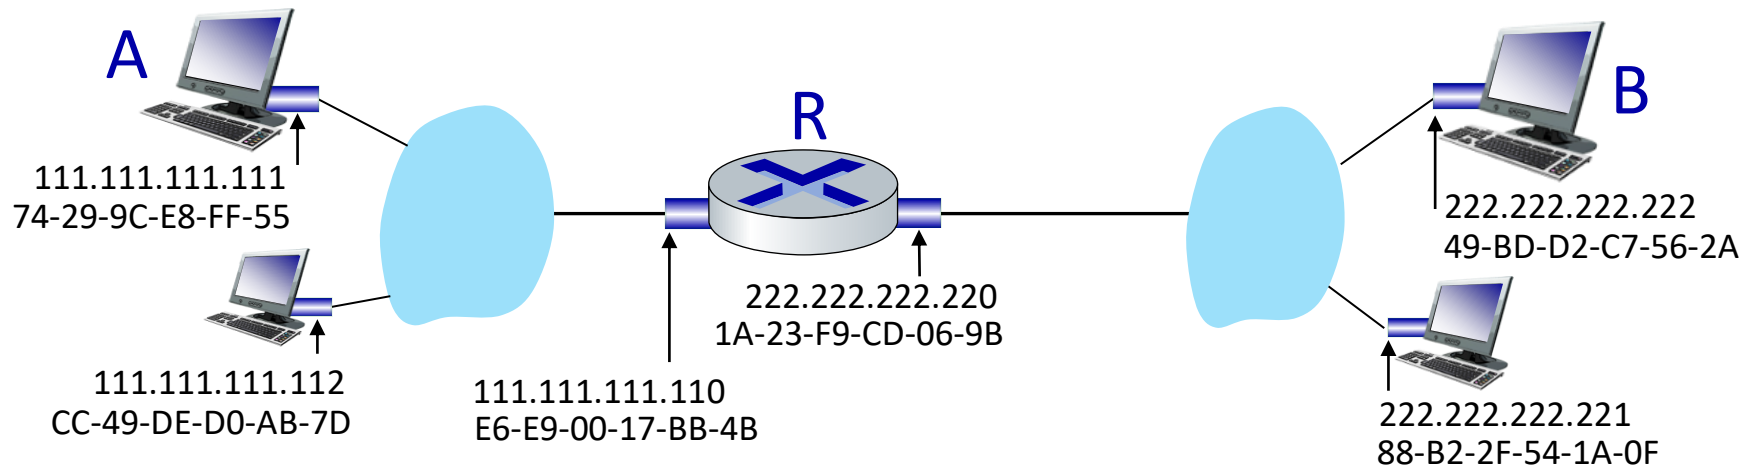 A
111.111.111.111
74-29-9C-E8-FF-55
111.111.111.112
CC-49-DE-D0-AB-7D
R
111.111.111.110
E6-E9-00-17-BB-4B
222.222.222.220
1A-23-F9-CD-06-9B
B
222.222.222.222
49-BD-D2-C7-56-2A
222.222.222.221
88-B2-2F-54-1A-0F